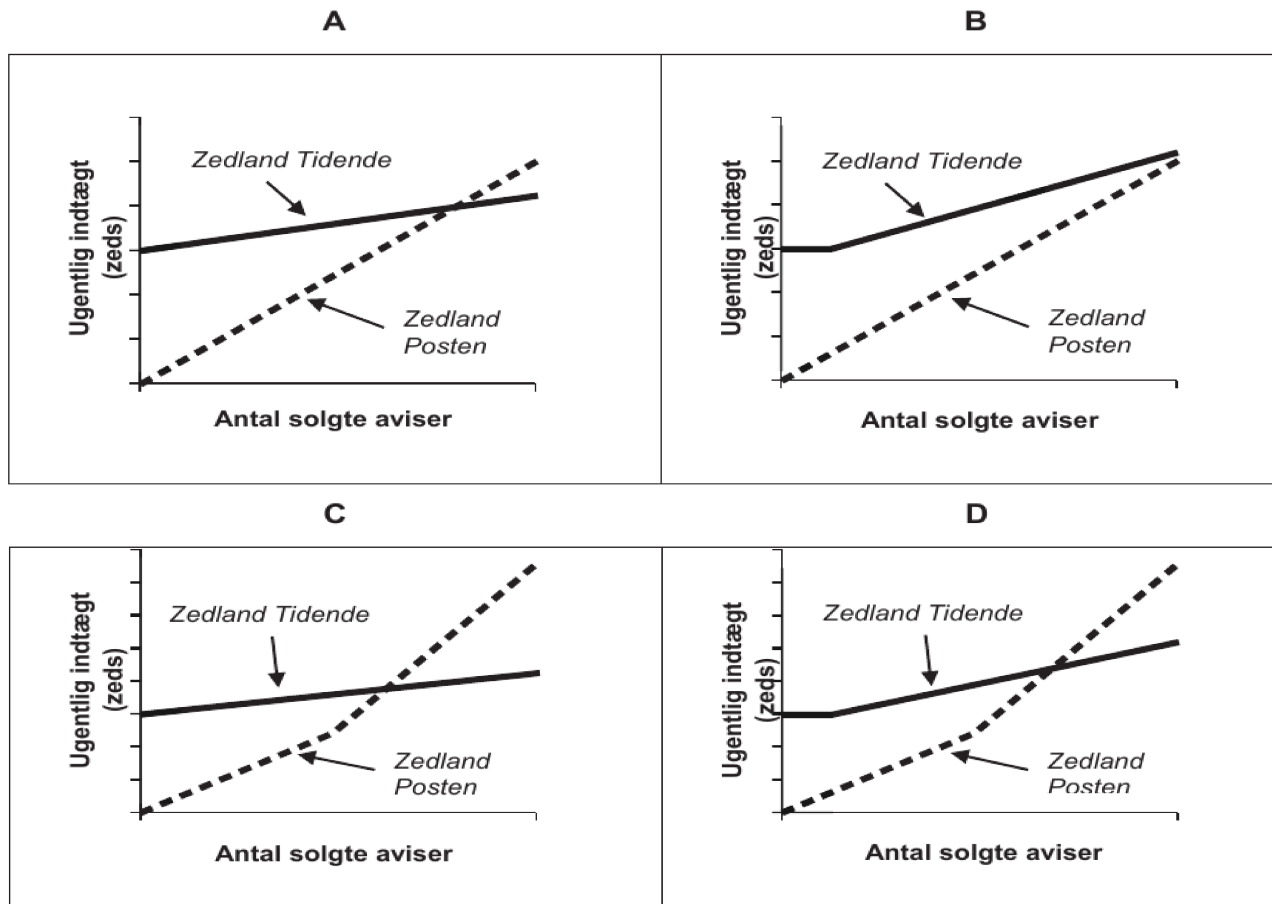 A
Ugentlig indtægt
(zeds)
Zedland Tidende
Zedland
Posten
Antal solgte aviser
B
Ugentlig indtægt
(zeds)
Zedland Tidende
Zedland
Posten
Antal solgte aviser
C
Ugentlig indtægt
(zeds)
Zedland Tidende
Zedland
Posten
Antal solgte aviser
D
Ugentlig indtægt
(zeds)
Zedland Tidende
Zedland
Posten
Antal solgte aviser